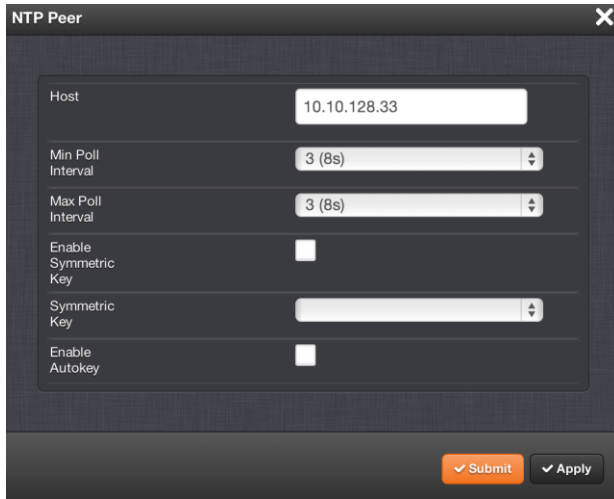 NTP Peer
Host
10.10.128.33
Min Poll
Interval
3 (8s)
Max Poll
Interval
3 (8s)
Enable
Symmetric
Key
Symmetric
Key
Enable
Autokey
Submit
Apply